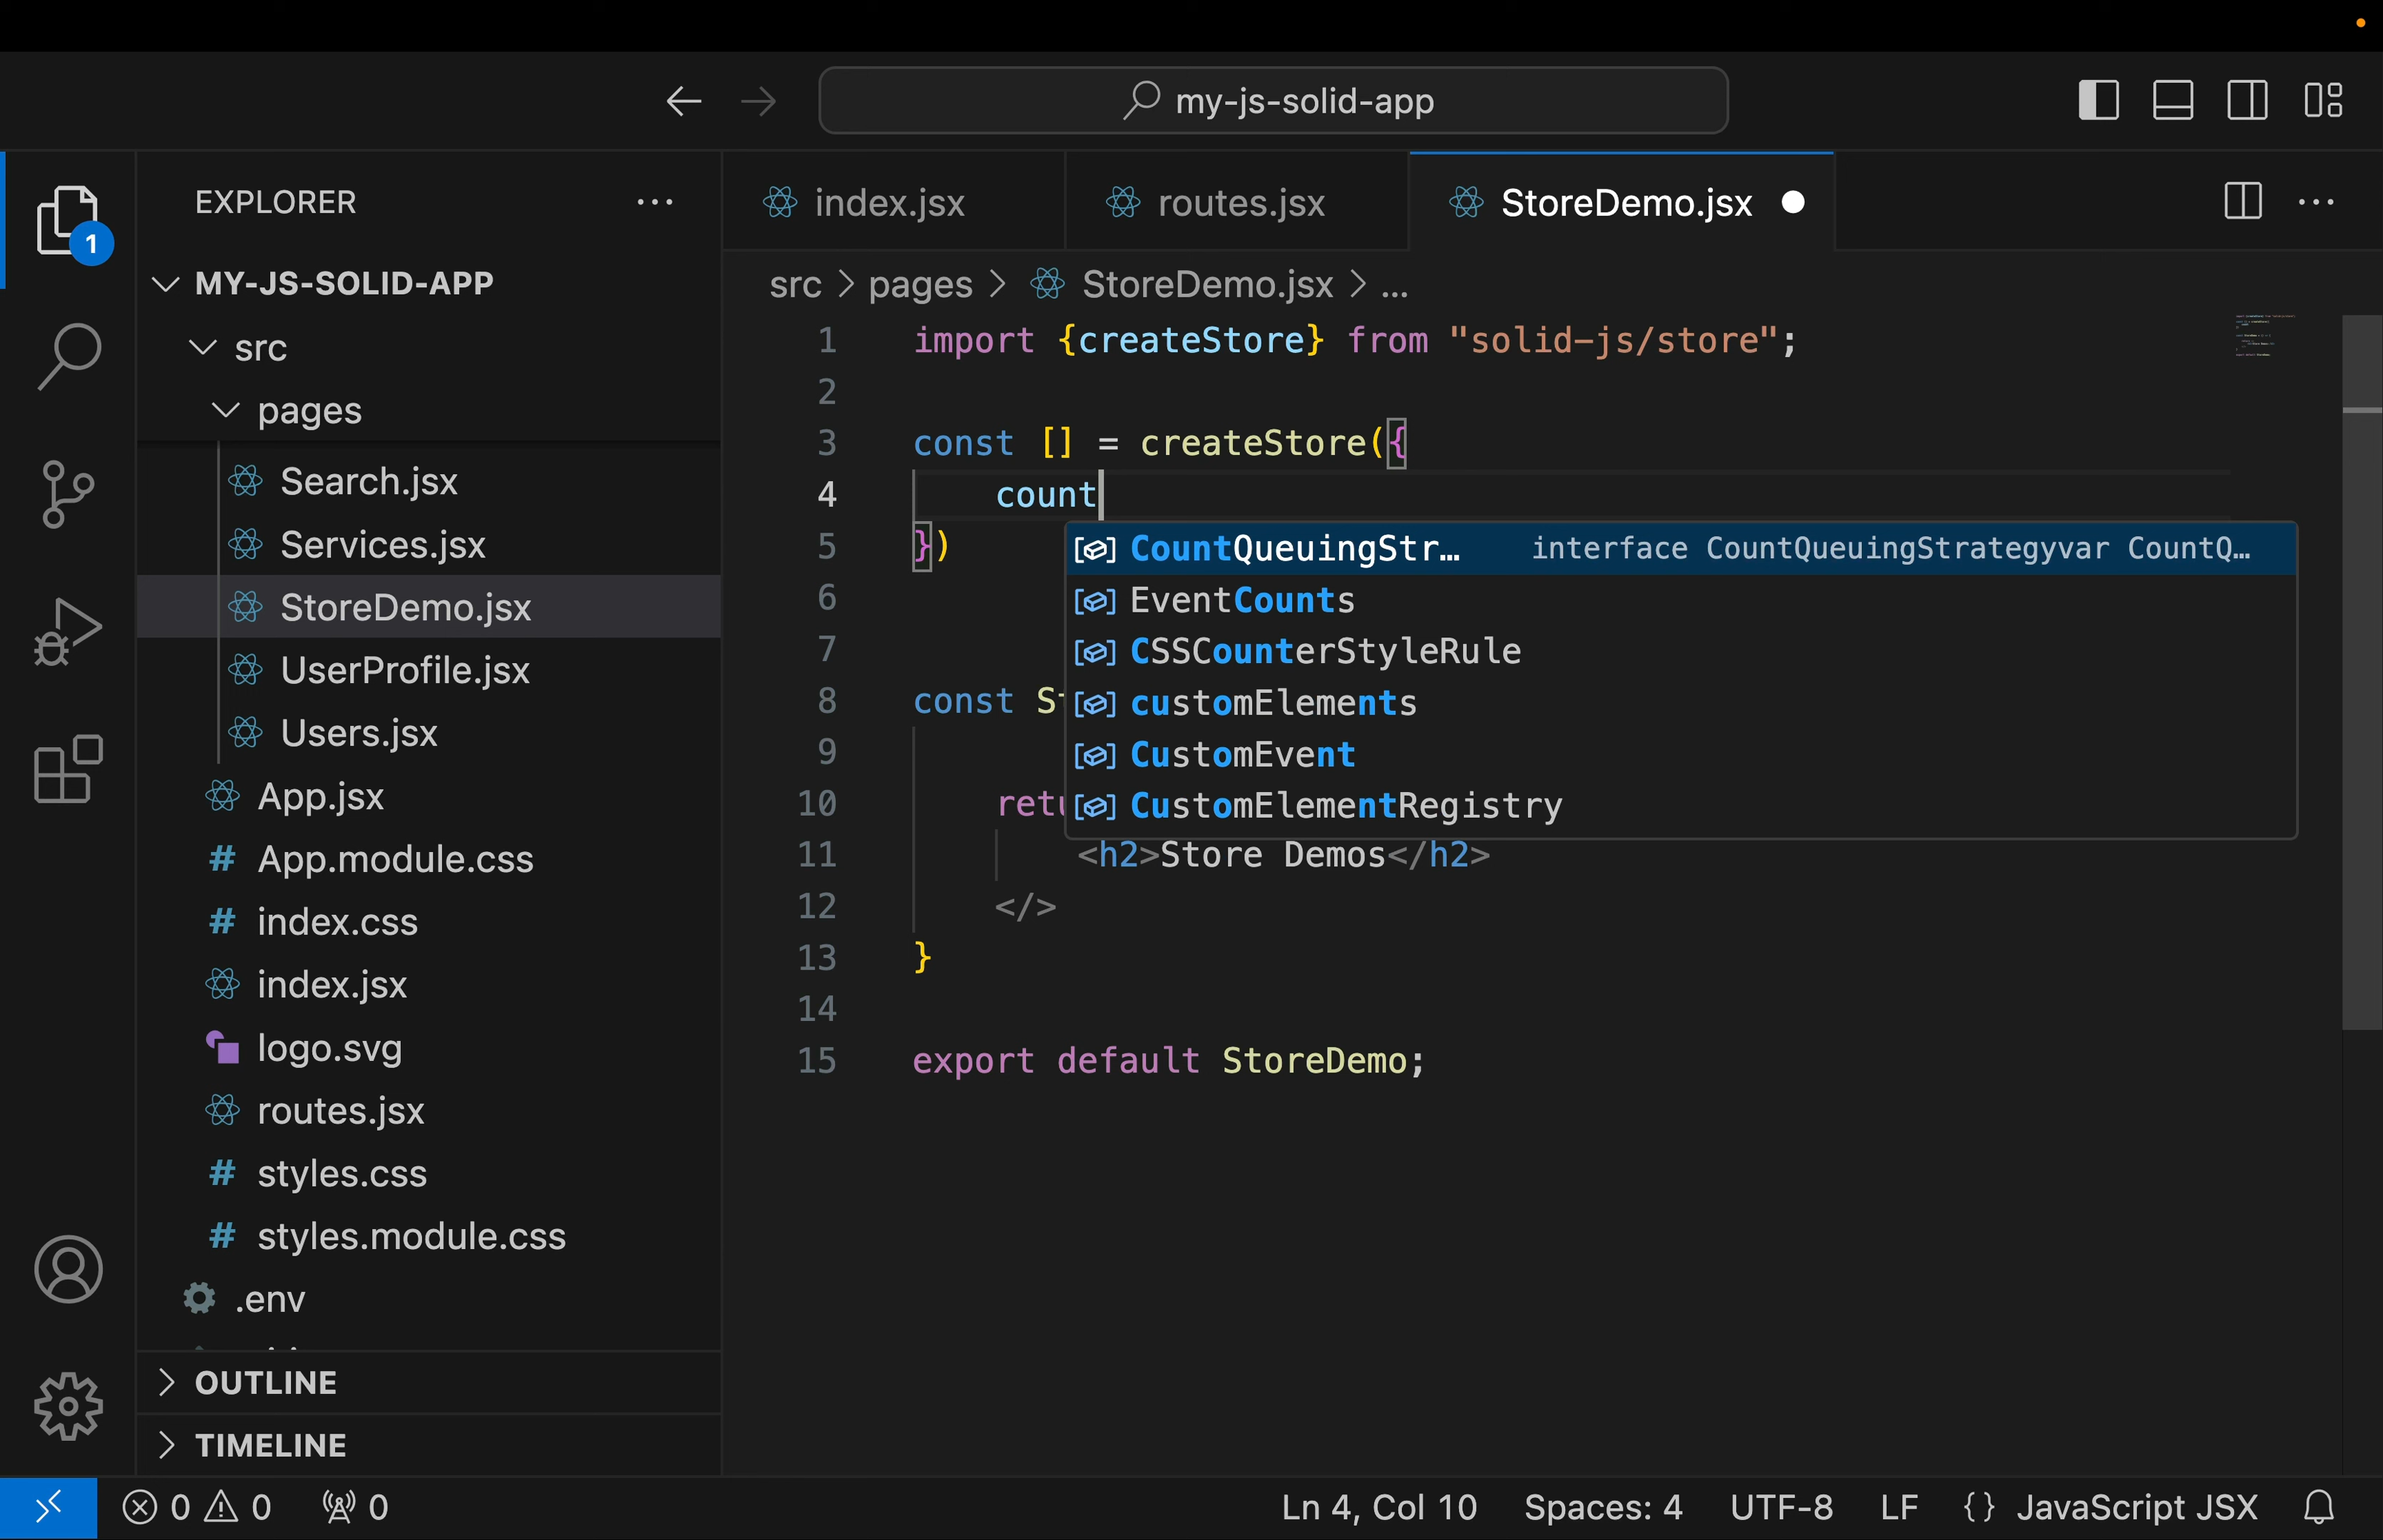 my-js-solid-app
EXPLORER
1
MY-JS-SOLID-APP
src
pages
Search.jsx
Services.jsx
StoreDemo.jsx
UserProfile.jsx
Users.jsx
App.jsx
# App.module.css
# index.css
index.jsx
logo.svg
routes.jsx
# styles.css
# styles.module.css
.env
OUTLINE
TIMELINE
index.jsx
routes.jsx
StoreDemo.jsx
src > pages > StoreDemo.jsx > ...
1 import {createStore} from "solid-js/store";
2
3 const [] = createStore({
4 count
5 })
6
7
8 const
9
10
11 <h2>Store Demos</h2>
12 </>
13 }
14
15 export default StoreDemo;
CountQueuingStr… interface CountQueuingStrategyvar CountQ…
EventCounts
CSSCounterStyleRule
customElements
CustomEvent
CustomElementRegistry
0 0 0
Ln 4, Col 10 Spaces: 4 UTF-8 LF {} JavaScript JSX